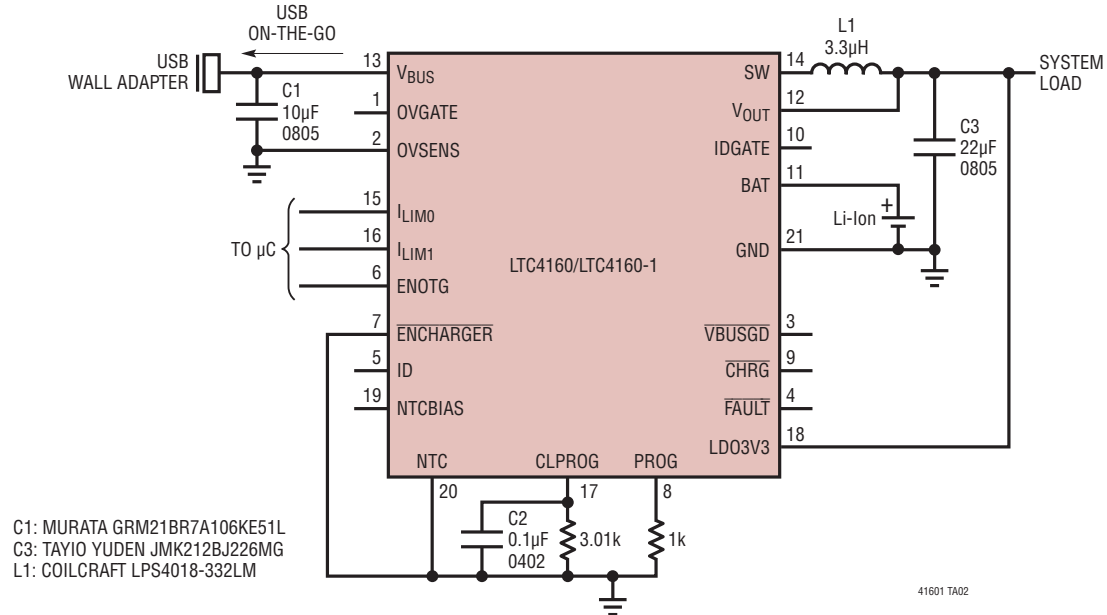 USB
ON-THE-GO
USB
WALL ADAPTER
C1
10µF
0805
13
VBUS
1
OVGATE
2
OVSENS
15
ILIM0
16
ILIM1
6
ENOTG
TO µC
7
ENCHARGER
5
ID
19
NTCBIAS
LTC4160/LTC4160-1
SW
14
L1
3.3µH
SYSTEM
LOAD
VOUT
12
IDGATE
10
BAT
11
Li-Ion
+
C3
22µF
0805
GND
21
VBUSGD
3
CHRG
9
FAULT
4
LDO3V3
18
NTC
20
CLPROG
17
PROG
8
C2
0.1µF
0402
3.01k
1k
C1: MURATA GRM21BR7A106KE51L
C3: TAYIO YUDEN JMK212BJ226MG
L1: COILCRAFT LPS4018-332LM
41601 TA02